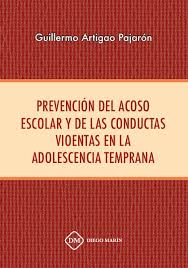 Guillermo Artigao Pajarón
PREVENCIÓN DEL ACOSO
ESCOLAR Y DE LAS CONDUCTAS
VIOENTAS EN LA
ADOLESCENCIA TEMPRANA
DM
DIEGO MARÍN